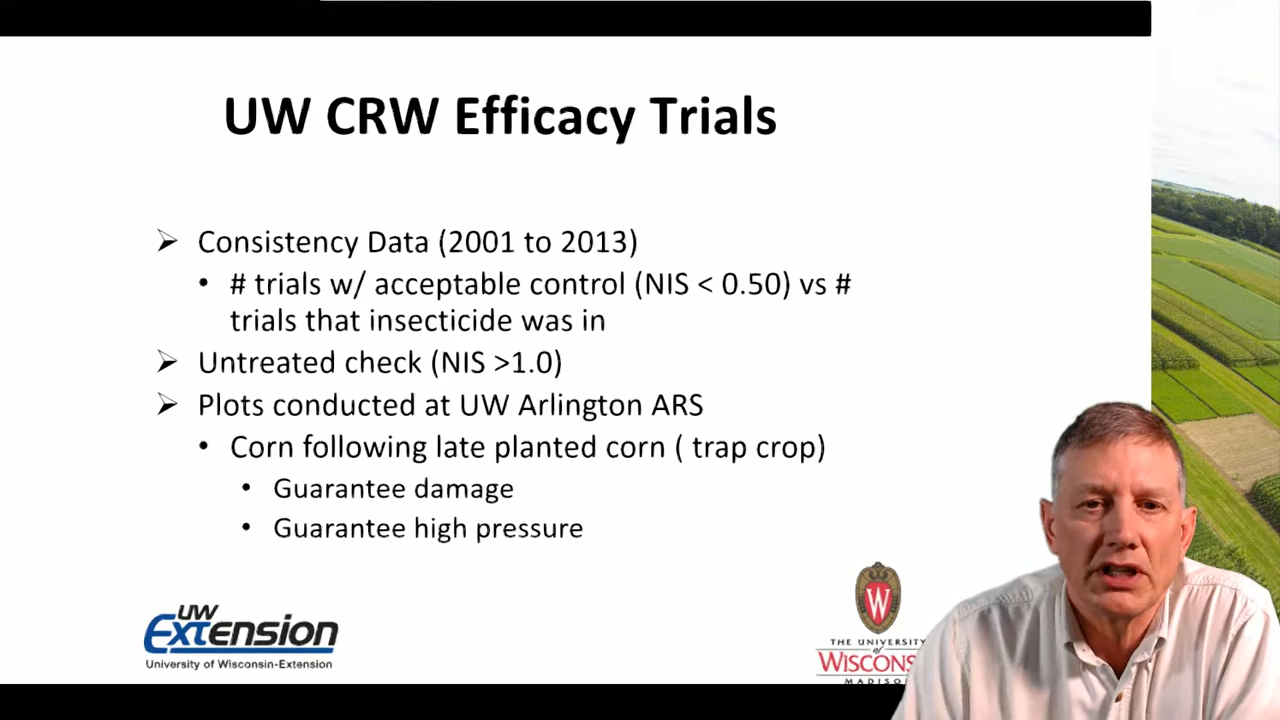 UW CRW Efficacy Trials
➢ Consistency Data (2001 to 2013)
• # trials w/ acceptable control (NIS < 0.50) vs #
trials that insecticide was in
➢ Untreated check (NIS >1.0)
➢ Plots conducted at UW Arlington ARS
• Corn following late planted corn ( trap crop)
• Guarantee damage
• Guarantee high pressure
UW
Extension
University of Wisconsin-Extension
W
THE UNIVERSITY
of
WISCONS
MADISO